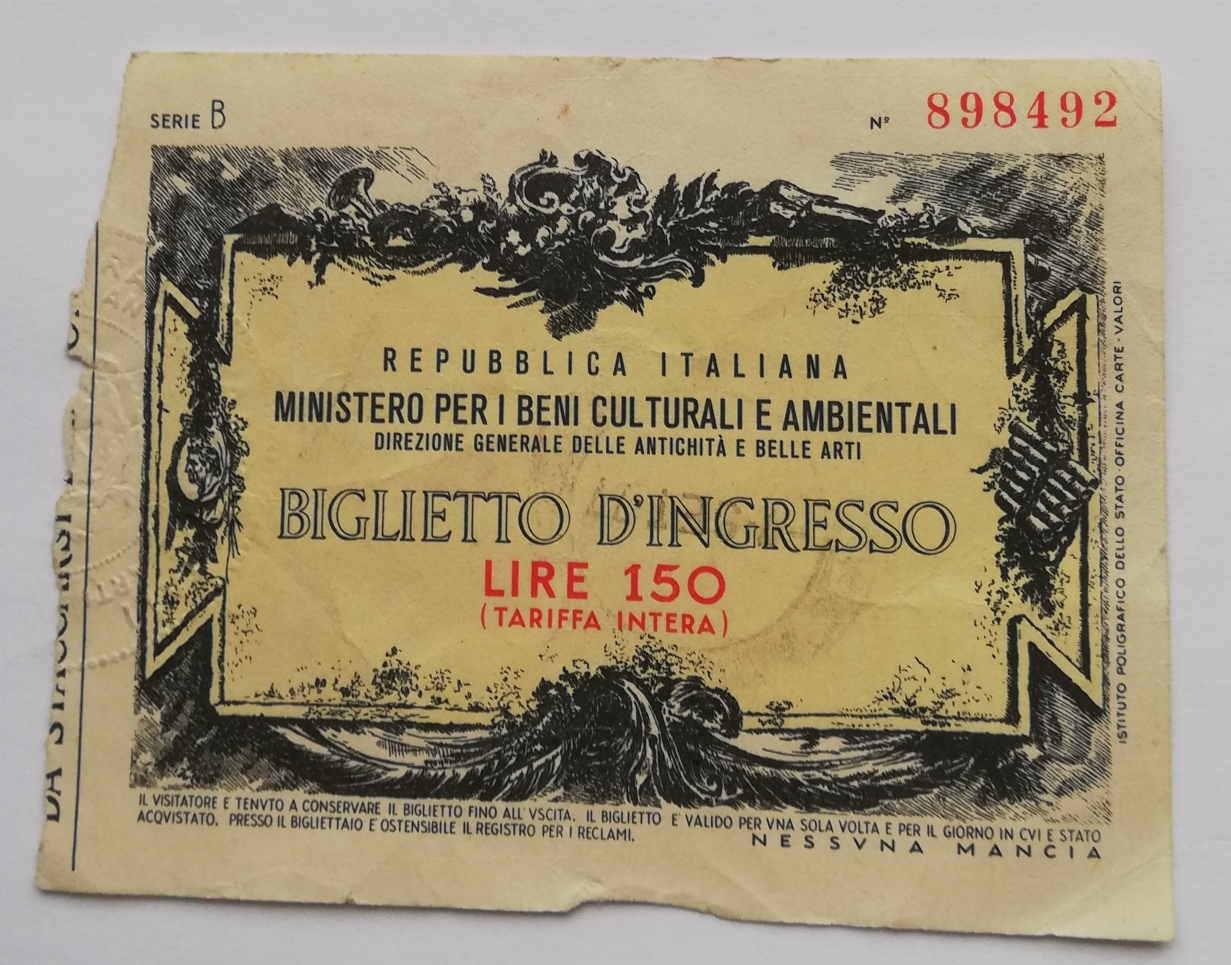 SERIE B
Nº 898492
REPUBBLICA ITALIANA
MINISTERO PER I BENI CULTURALI E AMBIENTALI
DIREZIONE GENERALE DELLE ANTICHITÀ E BELLE ARTI
BIGLIETTO D'INGRESSO
LIRE 150
(TARIFFA INTERA)
IL VISITATORE E' TENVTO A CONSERVARE IL BIGLIETTO FINO ALL' VSCITA. IL BIGLIETTO E' VALIDO PER VNA SOLA VOLTA E PER IL GIORNO IN CVI E STATO
ACQVISTATO. PRESSO IL BIGLIETTAIO E' OSTENSIBILE IL REGISTRO PER I RECLAMI.
NESSVNA MANCIA
ISTITUTO POLIGRAFICO DELLO STATO - OFFICINA CARTE - VALORI
DA STACCARSI